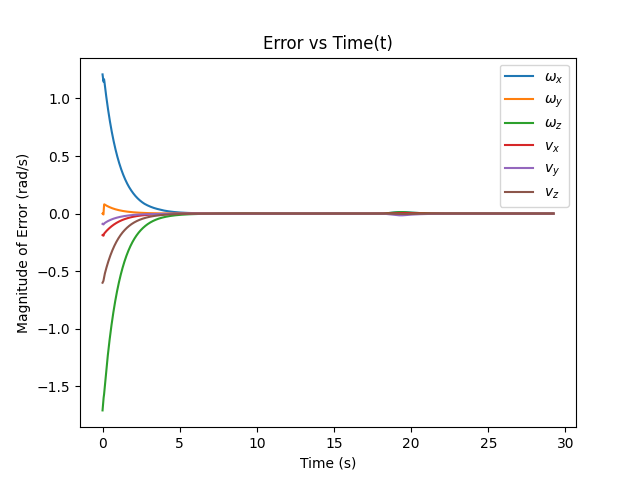 Error vs Time(t)
Magnitude of Error (rad/s)
1.0
0.5
0.0
−0.5
−1.0
−1.5
ωx
ωy
ωz
vx
vy
vz
0 5 10 15 20 25 30
Time (s)